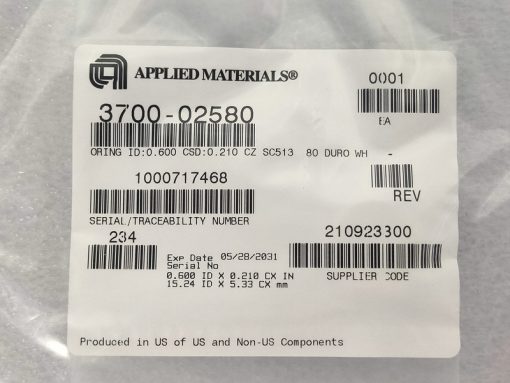 APPLIED MATERIALS®
0001
3700-02580
EA
ORING ID:0.600 CSD:0.210 CZ SC513 80 DURO WH -
1000717468
REV
SERIAL/TRACEABILITY NUMBER
234
210923300
Exp Date 05/28/2031
Serial No
0.600 ID X 0.210 CX IN
15.24 ID X 5.33 CX mm
SUPPLIER CODE
Produced in US of US and Non-US Components